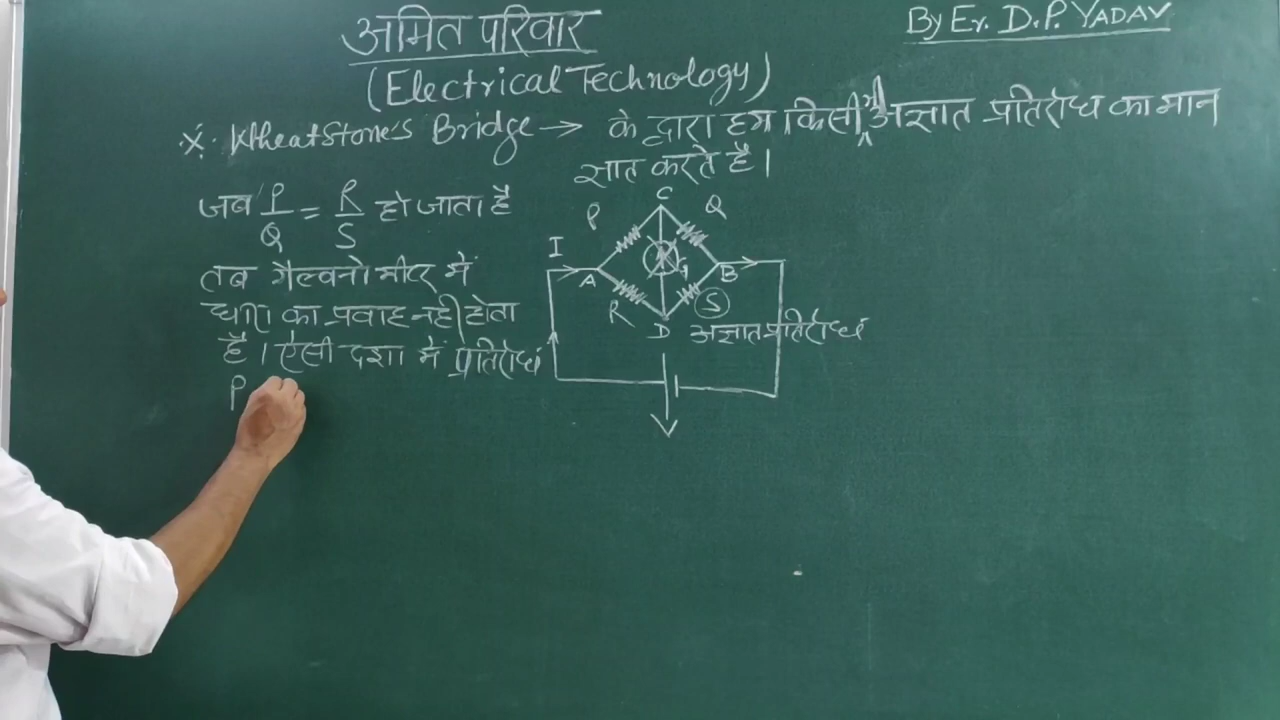 अमित परिवार
By Er. D.P. YADAV
(Electrical Technology)
Wheatstone's Bridge → के द्वारा हम किसी भी अज्ञात प्रतिरोध का मान
ज्ञात करते है।
जब P/Q = R/S हो जाता है
तब गैल्वनोमीटर में
धारा का प्रवाह नही होता
है। ऐसी दशा में प्रतिरोधं
P
C
P
Q
I
A
G
B
R
S
D
अज्ञात प्रतिरोधं